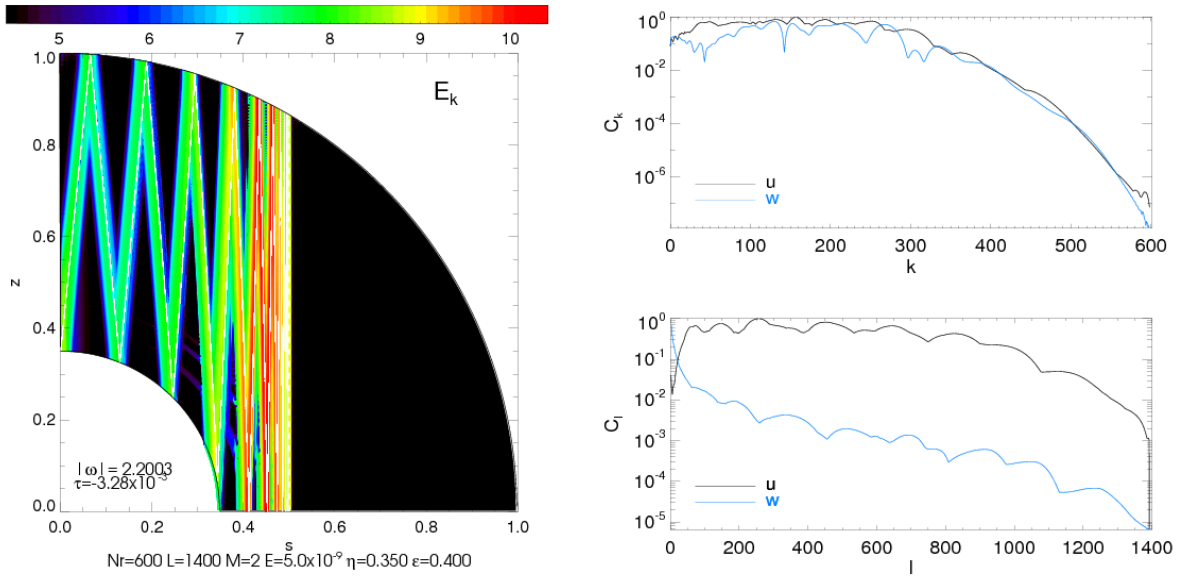 5 6 7 8 9 10
1.0
0.8
0.6
0.4
0.2
0.0
z
E_k
|ω| = 2.2003
τ=-3.28x10⁻³
0.0 0.2 0.4 0.6 0.8 1.0
s
Nr=600 L=1400 M=2 E=5.0x10⁻⁹ η=0.350 ε=0.400
10⁰
10⁻²
10⁻⁴
10⁻⁶
C_k
u
w
0 100 200 300 400 500 600
k
10⁰
10⁻¹
10⁻²
10⁻³
10⁻⁴
10⁻⁵
C_l
u
w
0 200 400 600 800 1000 1200 1400
l